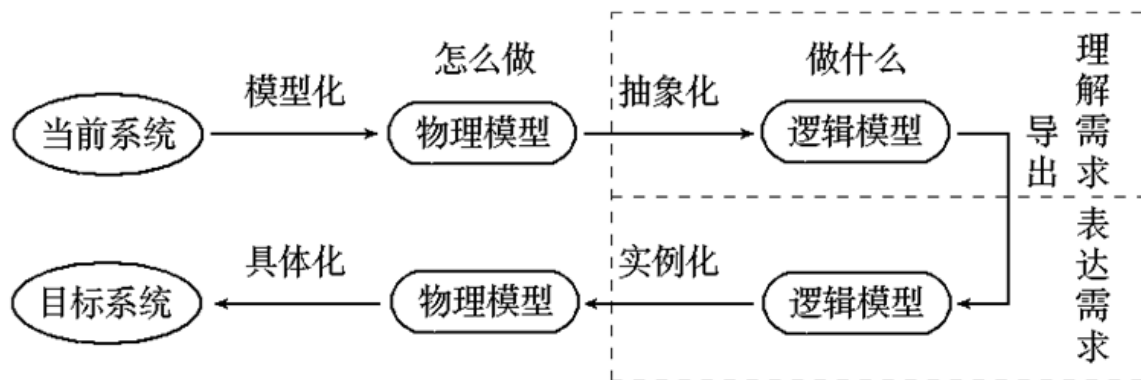 怎么做
做什么
模型化
抽象化
当前系统
物理模型
逻辑模型
导出
理解需求
具体化
实例化
目标系统
物理模型
逻辑模型
表达需求